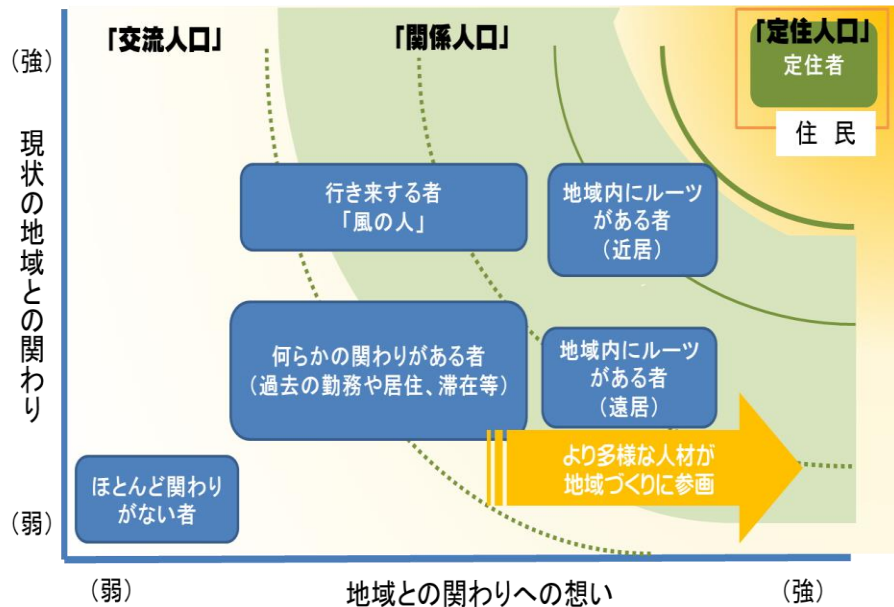 「交流人口」
「関係人口」
「定住人口」
定住者
住 民
(強)
現状の地域との関わり
(弱)
行き来する者
「風の人」
地域内にルーツ
がある者
(近居)
何らかの関わりがある者
(過去の勤務や居住、滞在等)
地域内にルーツ
がある者
(遠居)
より多様な人材が
地域づくりに参画
ほとんど関わり
がない者
(弱)
地域との関わりへの想い
(強)